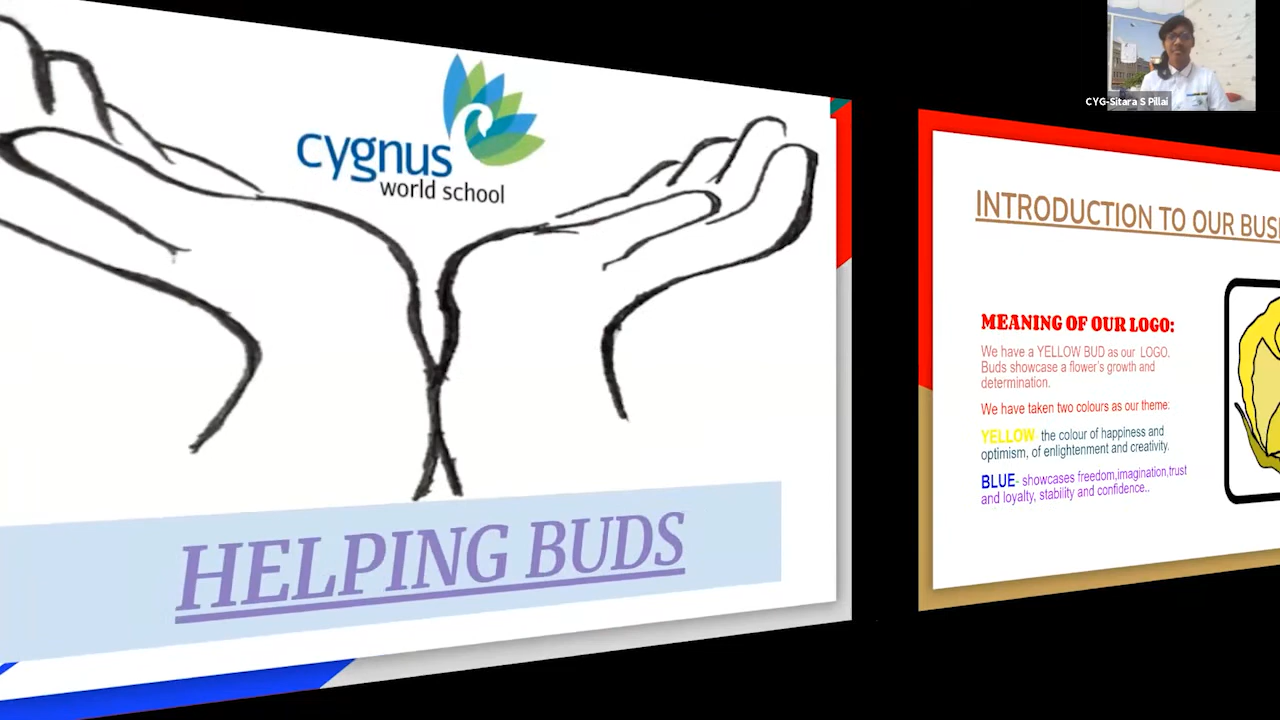 cygnus
world school
HELPING BUDS
CYG-Sitara S Pillai
INTRODUCTION TO OUR
MEANING OF OUR LOGO:
We have a YELLOW BUD as our LOGO.
Buds showcase a flower's growth and
determination.
We have taken two colours as our theme:
YELLOW- the colour of happiness and
optimism, of enlightenment and creativity.
BLUE- showcases freedom,imagination,trust
and loyalty, stability and confidence..